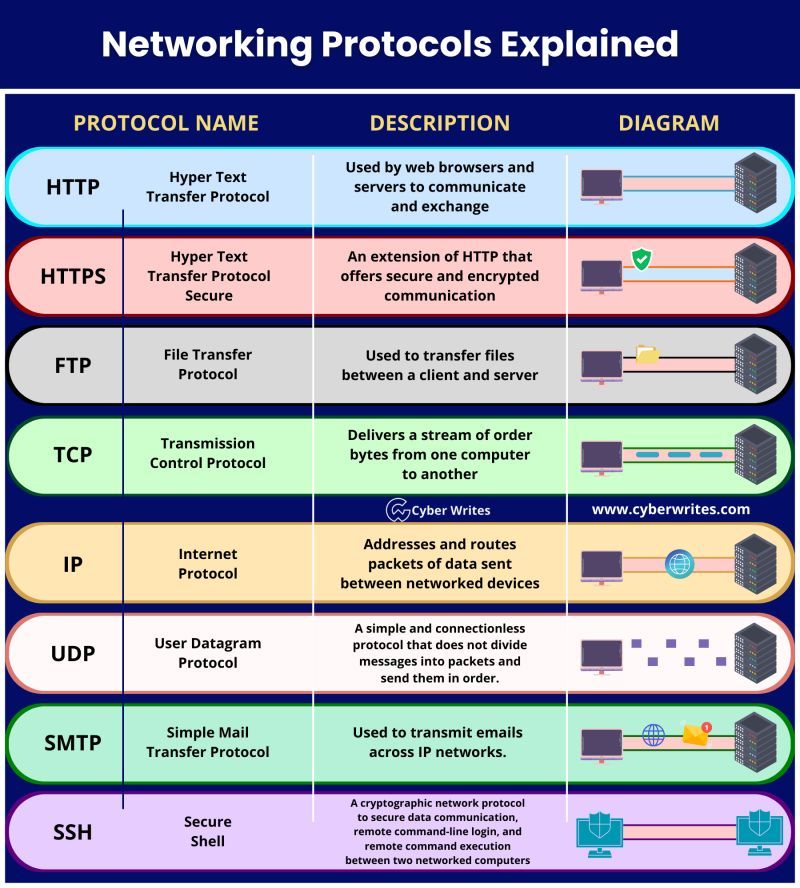 Networking Protocols Explained
PROTOCOL NAME
DESCRIPTION
DIAGRAM
HTTP
Hyper Text
Transfer Protocol
Used by web browsers and
servers to communicate
and exchange
HTTPS
Hyper Text
Transfer Protocol
Secure
An extension of HTTP that
offers secure and encrypted
communication
FTP
File Transfer
Protocol
Used to transfer files
between a client and server
TCP
Transmission
Control Protocol
Delivers a stream of order
bytes from one computer
to another
Cyber Writes
www.cyberwrites.com
IP
Internet
Protocol
Addresses and routes
packets of data sent
between networked devices
UDP
User Datagram
Protocol
A simple and connectionless
protocol that does not divide
messages into packets and
send them in order.
SMTP
Simple Mail
Transfer Protocol
Used to transmit emails
across IP networks.
1
SSH
Secure
Shell
A cryptographic network protocol
to secure data communication,
remote command-line login, and
remote command execution
between two networked computers